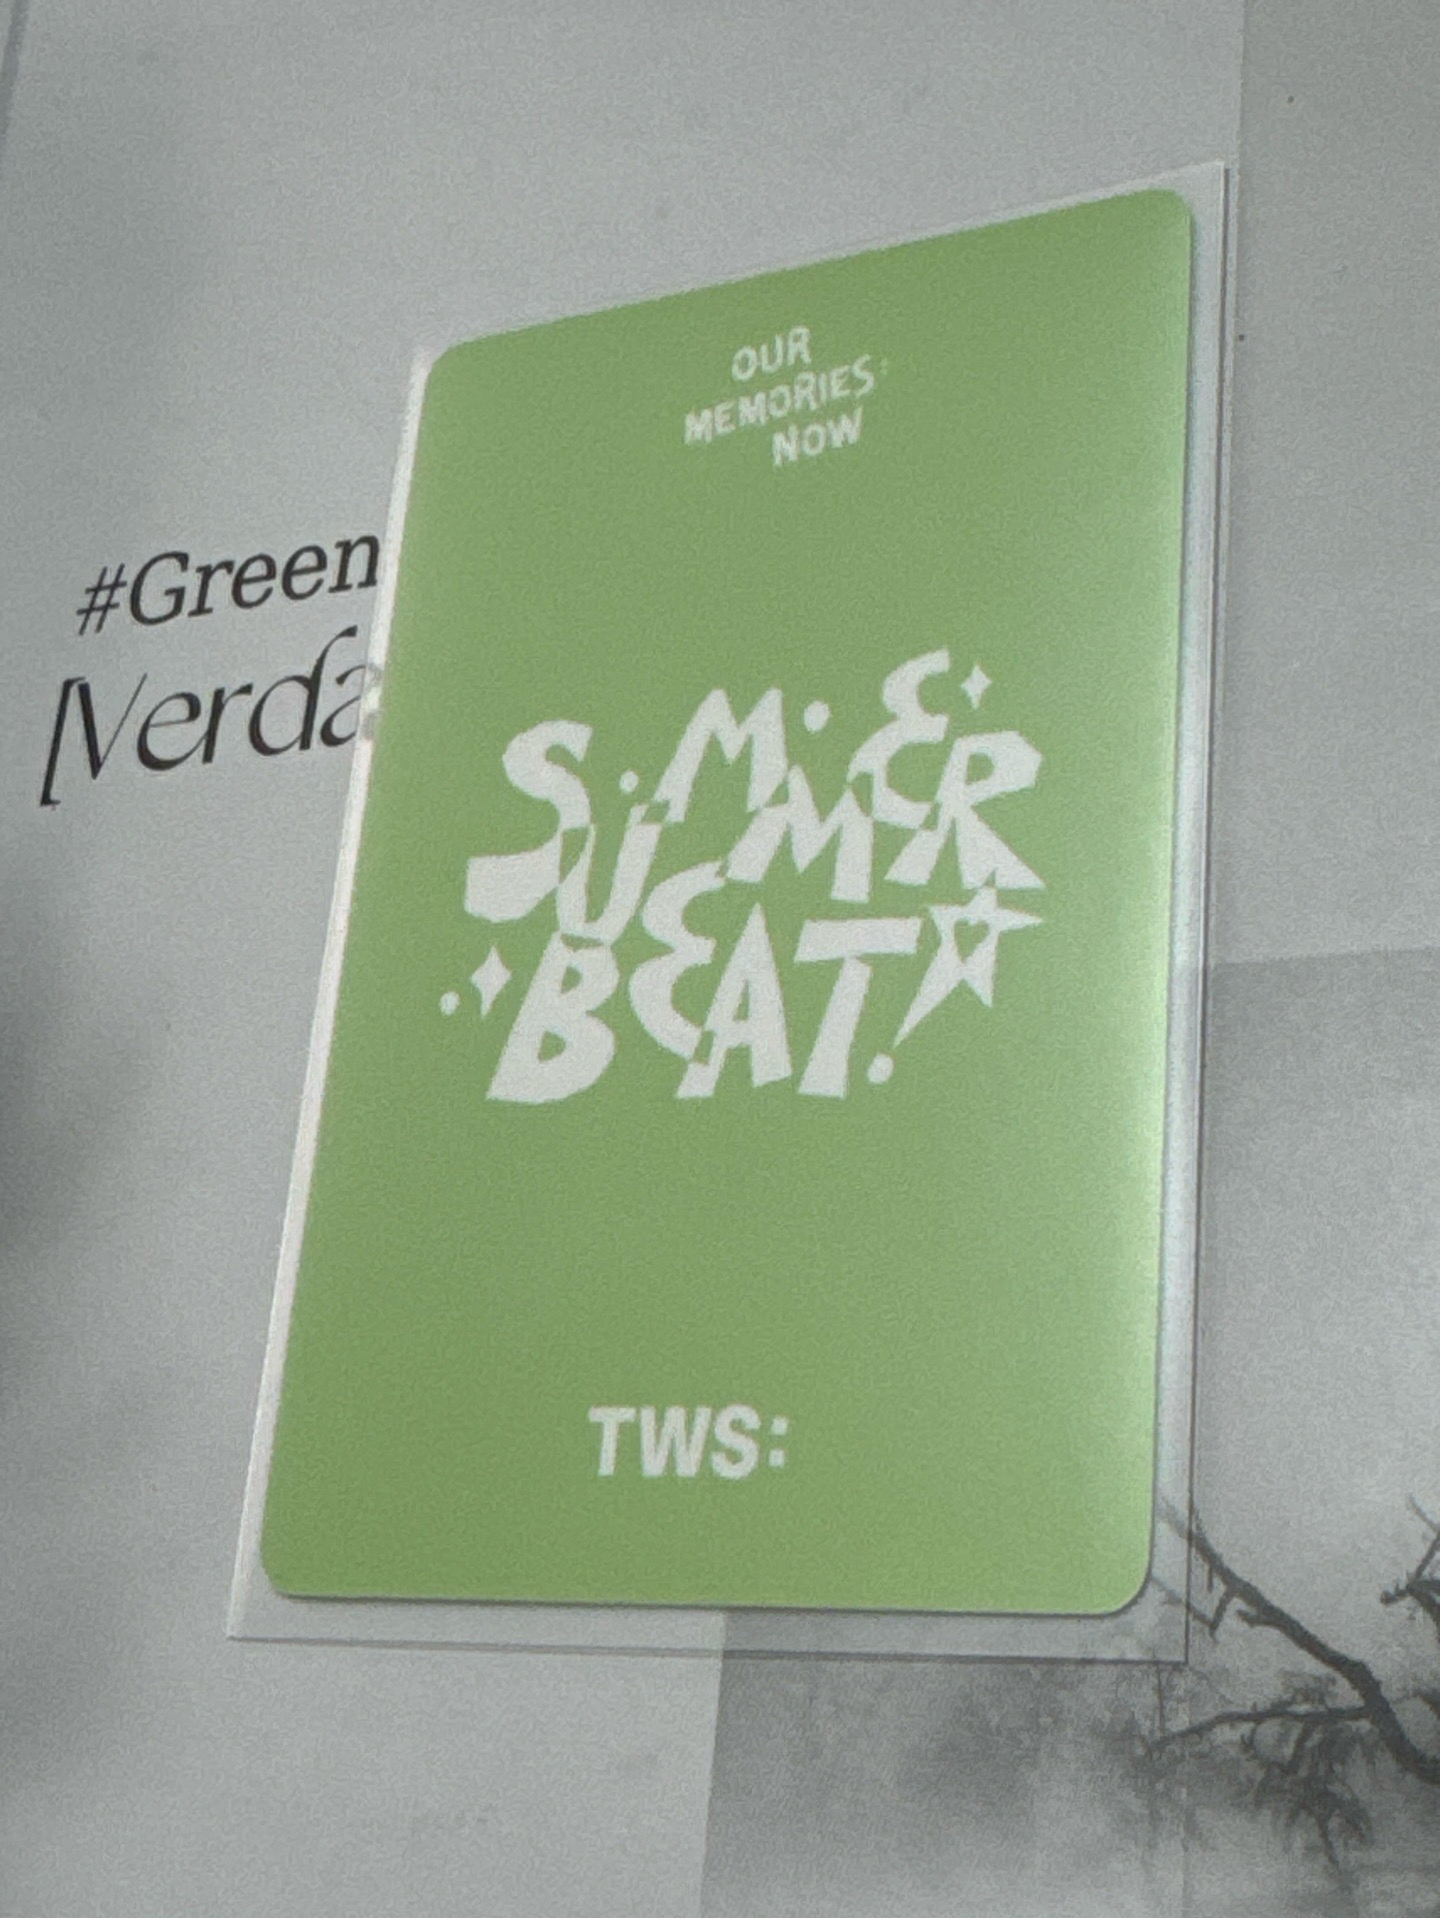 #Green
[Verda
OUR
MEMORIES:
NOW
SUMMER
BEAT!
TWS: